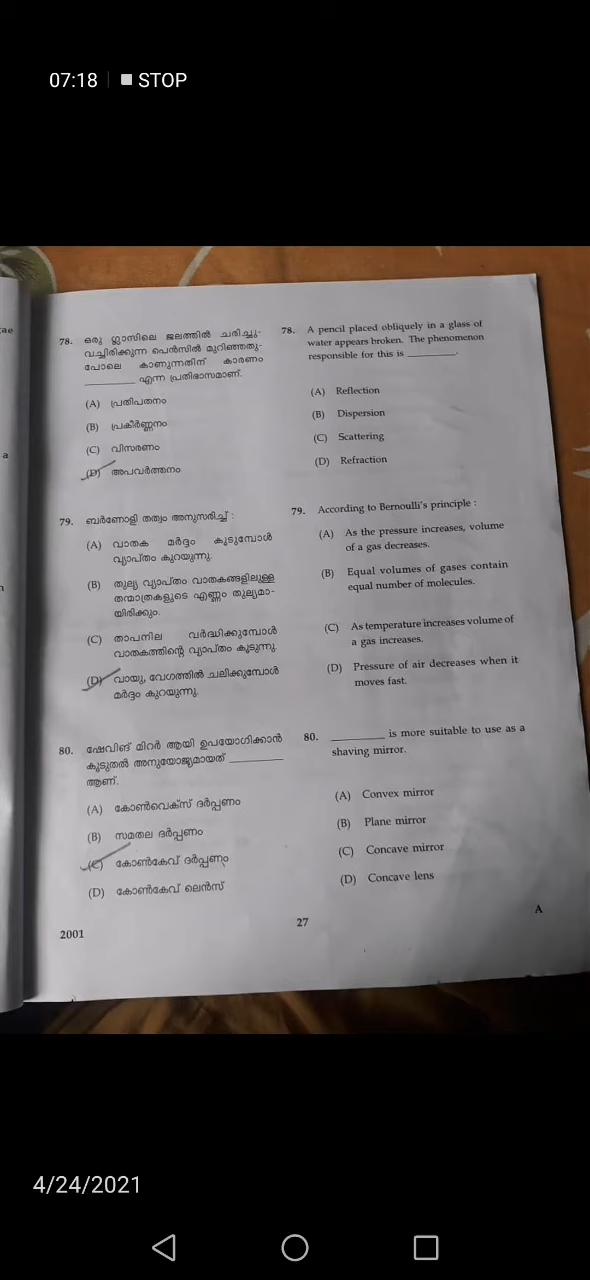 07:18
STOP
78. ഒരു ഗ്ലാസിലെ ജലത്തിൽ ചരിച്ചു-
വച്ചിരിക്കുന്ന പെൻസിൽ മുറിഞ്ഞതു-
പോലെ കാണുന്നതിന് കാരണം
________ എന്ന പ്രതിഭാസമാണ്.
(A) പ്രതിപതനം
(B) പ്രകീർണ്ണനം
(C) വിസരണം
(D) അപവർത്തനം
79. ബർണോളി തത്വം അനുസരിച്ച് :
(A) വാതക മർദ്ദം കൂടുമ്പോൾ
വ്യാപ്തം കുറയുന്നു.
(B) തുല്യ വ്യാപ്തം വാതകങ്ങളിലുള്ള
തന്മാത്രകളുടെ എണ്ണം തുല്യമാ-
യിരിക്കും.
(C) താപനില വർദ്ധിക്കുമ്പോൾ
വാതകത്തിന്റെ വ്യാപ്തം കൂടുന്നു.
(D) വായു, വേഗത്തിൽ ചലിക്കുമ്പോൾ
മർദ്ദം കുറയുന്നു.
80. ഷേവിങ് മിറർ ആയി ഉപയോഗിക്കാൻ
കൂടുതൽ അനുയോജ്യമായത് ________
ആണ്.
(A) കോൺവെക്സ് ദർപ്പണം
(B) സമതല ദർപ്പണം
(C) കോൺകേവ് ദർപ്പണം
(D) കോൺകേവ് ലെൻസ്
2001
78. A pencil placed obliquely in a glass of
water appears broken. The phenomenon
responsible for this is ________.
(A) Reflection
(B) Dispersion
(C) Scattering
(D) Refraction
79. According to Bernoulli's principle :
(A) As the pressure increases, volume
of a gas decreases.
(B) Equal volumes of gases contain
equal number of molecules.
(C) As temperature increases volume of
a gas increases.
(D) Pressure of air decreases when it
moves fast.
80. ________ is more suitable to use as a
shaving mirror.
(A) Convex mirror
(B) Plane mirror
(C) Concave mirror
(D) Concave lens
27
A
4/24/2021